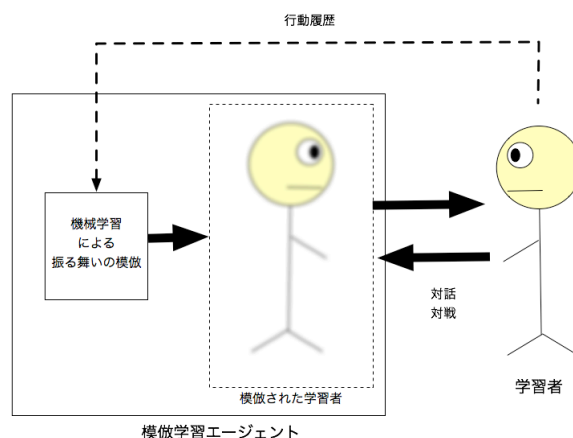 行動履歴
機械学習
による
振る舞いの模倣
対話
対戦
模倣された学習者
学習者
模倣学習エージェント